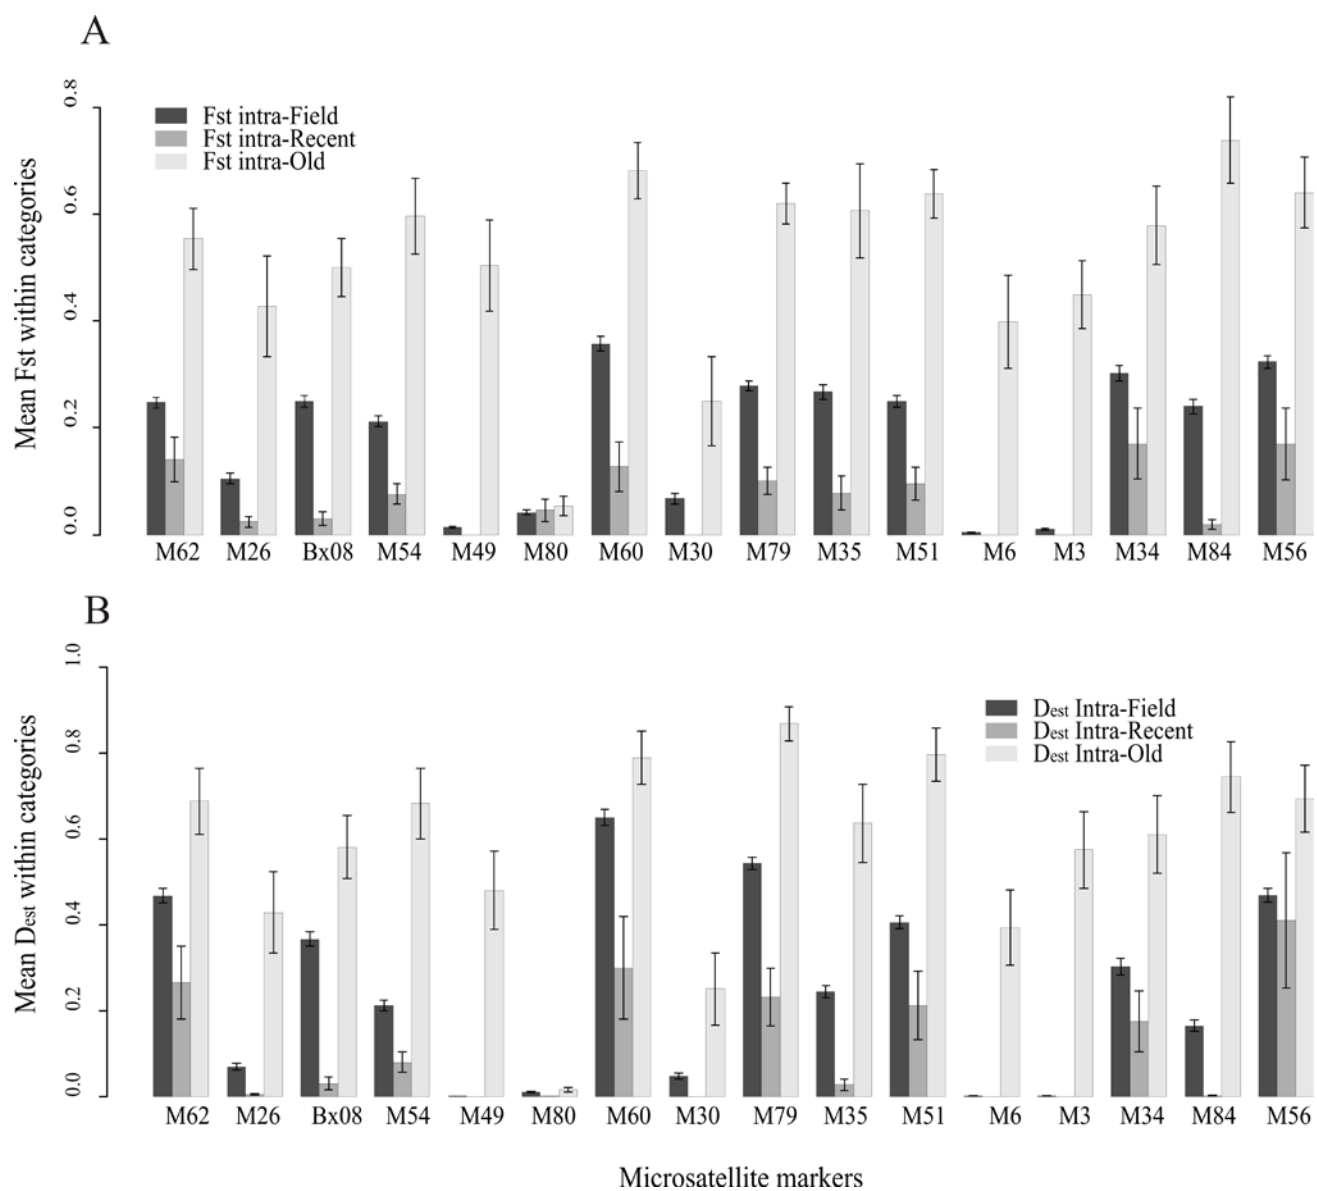 A
Mean Fst within categories
0.8
0.6
0.4
0.2
0.0
Fst intra-Field
Fst intra-Recent
Fst intra-Old
M62 M26 Bx08 M54 M49 M80 M60 M30 M79 M35 M51 M6 M3 M34 M84 M56
B
Mean Dest within categories
1.0
0.8
0.6
0.4
0.2
0.0
Dest Intra-Field
Dest Intra-Recent
Dest Intra-Old
M62 M26 Bx08 M54 M49 M80 M60 M30 M79 M35 M51 M6 M3 M34 M84 M56
Microsatellite markers